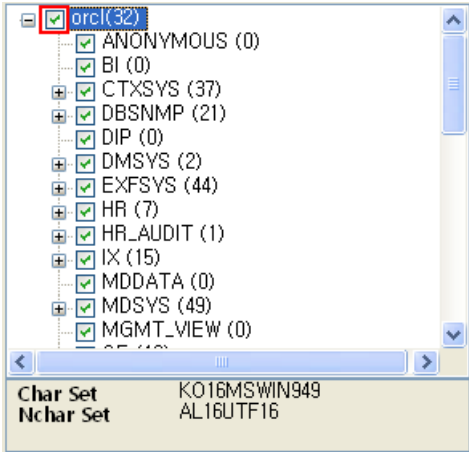 orcl(32)
ANONYMOUS (0)
BI (0)
CTXSYS (37)
DBSNMP (21)
DIP (0)
DMSYS (2)
EXFSYS (44)
HR (7)
HR_AUDIT (1)
IX (15)
MDDATA (0)
MDSYS (49)
MGMT_VIEW (0)
Char Set KO16MSWIN949
Nchar Set AL16UTF16